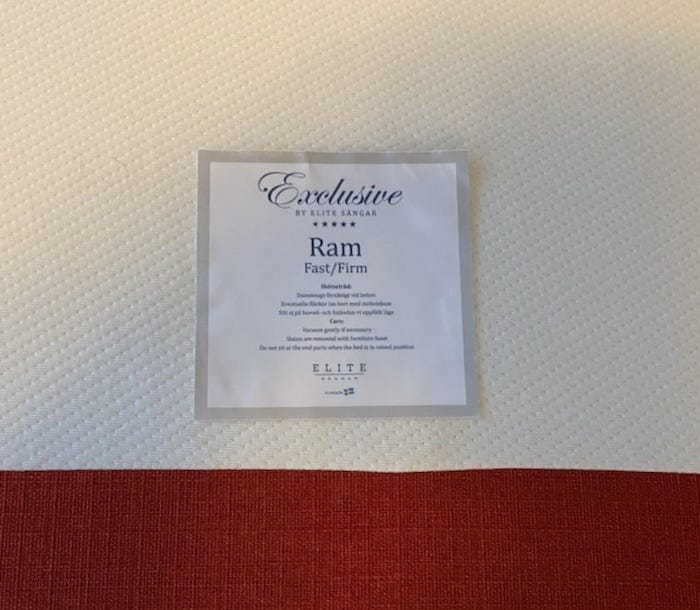 Exclusive
BY ELITE SÄNGAR
Ram
Fast/Firm
Skötselråd:
Dammsuge försiktigt vid behov
Eventuella fläckar tas bort med möbelskum
Sitt ej på huvud- och fotändan vi uppfällt läge
Care:
Vacuum gently if necessary
Stains are removed with furniture foam
Do not sit at the end parts when the bed is in raised position
ELITE
SÄNGAR